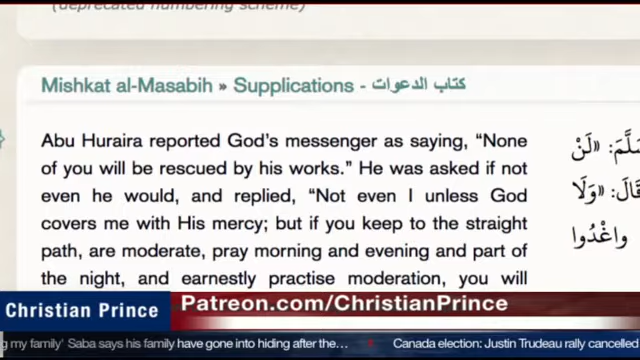 (deprecated numbering scheme)
Mishkat al-Masabih » Supplications - كتاب الدعوات
Abu Huraira reported God's messenger as saying, “None
of you will be rescued by his works.” He was asked if not
even he would, and replied, “Not even I unless God
covers me with His mercy; but if you keep to the straight
path, are moderate, pray morning and evening and part of
the night, and earnestly practise moderation, you will
سَلَّمَ: «لَنْ
قَالَ: «وَلَا
واغْدُوا
Christian Prince
Patreon.com/ChristianPrince
my family' Saba says his family have gone into hiding after the...
Canada election: Justin Trudeau rally cancelled